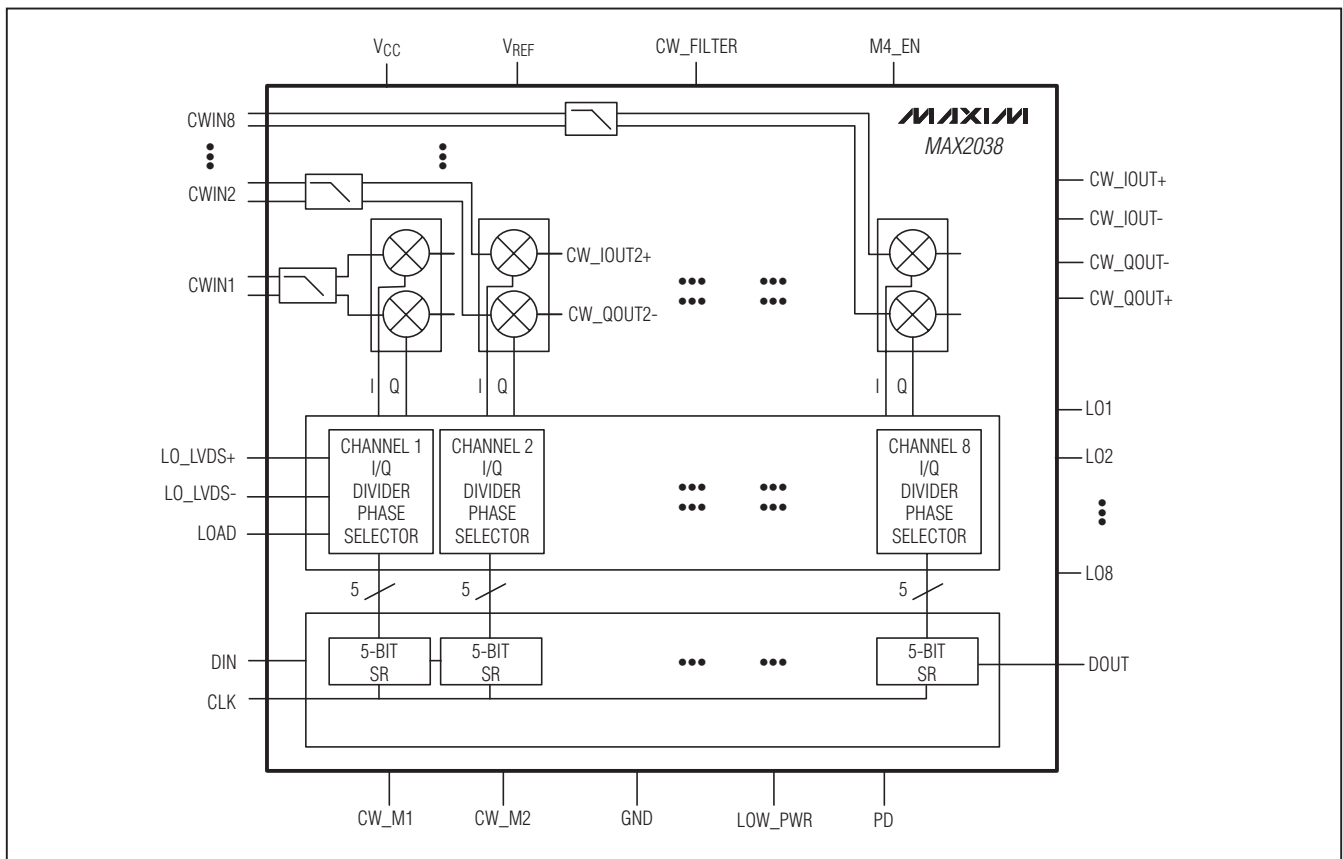 VCC
VREF
CW_FILTER
M4_EN
CWIN8
MAXIM
MAX2038
CWIN2
CW_IOUT+
CW_IOUT-
CW_IOUT2+
CW_QOUT-
CWIN1
CW_QOUT+
CW_QOUT2-
I Q
I Q
I Q
LO1
CHANNEL 1
I/Q
DIVIDER
PHASE
SELECTOR
CHANNEL 2
I/Q
DIVIDER
PHASE
SELECTOR
CHANNEL 8
I/Q
DIVIDER
PHASE
SELECTOR
LO_LVDS+
LO_LVDS-
LOAD
LO2
LO8
5
5
5
DIN
5-BIT
SR
5-BIT
SR
5-BIT
SR
DOUT
CLK
CW_M1
CW_M2
GND
LOW_PWR
PD